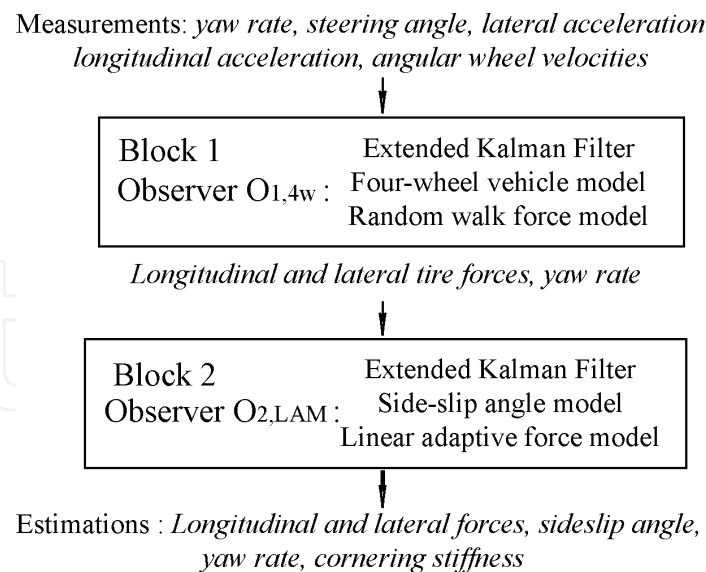 Measurements: yaw rate, steering angle, lateral acceleration
longitudinal acceleration, angular wheel velocities
Block 1
Observer O1,4w :
Extended Kalman Filter
Four-wheel vehicle model
Random walk force model
Longitudinal and lateral tire forces, yaw rate
Block 2
Observer O2,LAM :
Extended Kalman Filter
Side-slip angle model
Linear adaptive force model
Estimations : Longitudinal and lateral forces, sideslip angle,
yaw rate, cornering stiffness